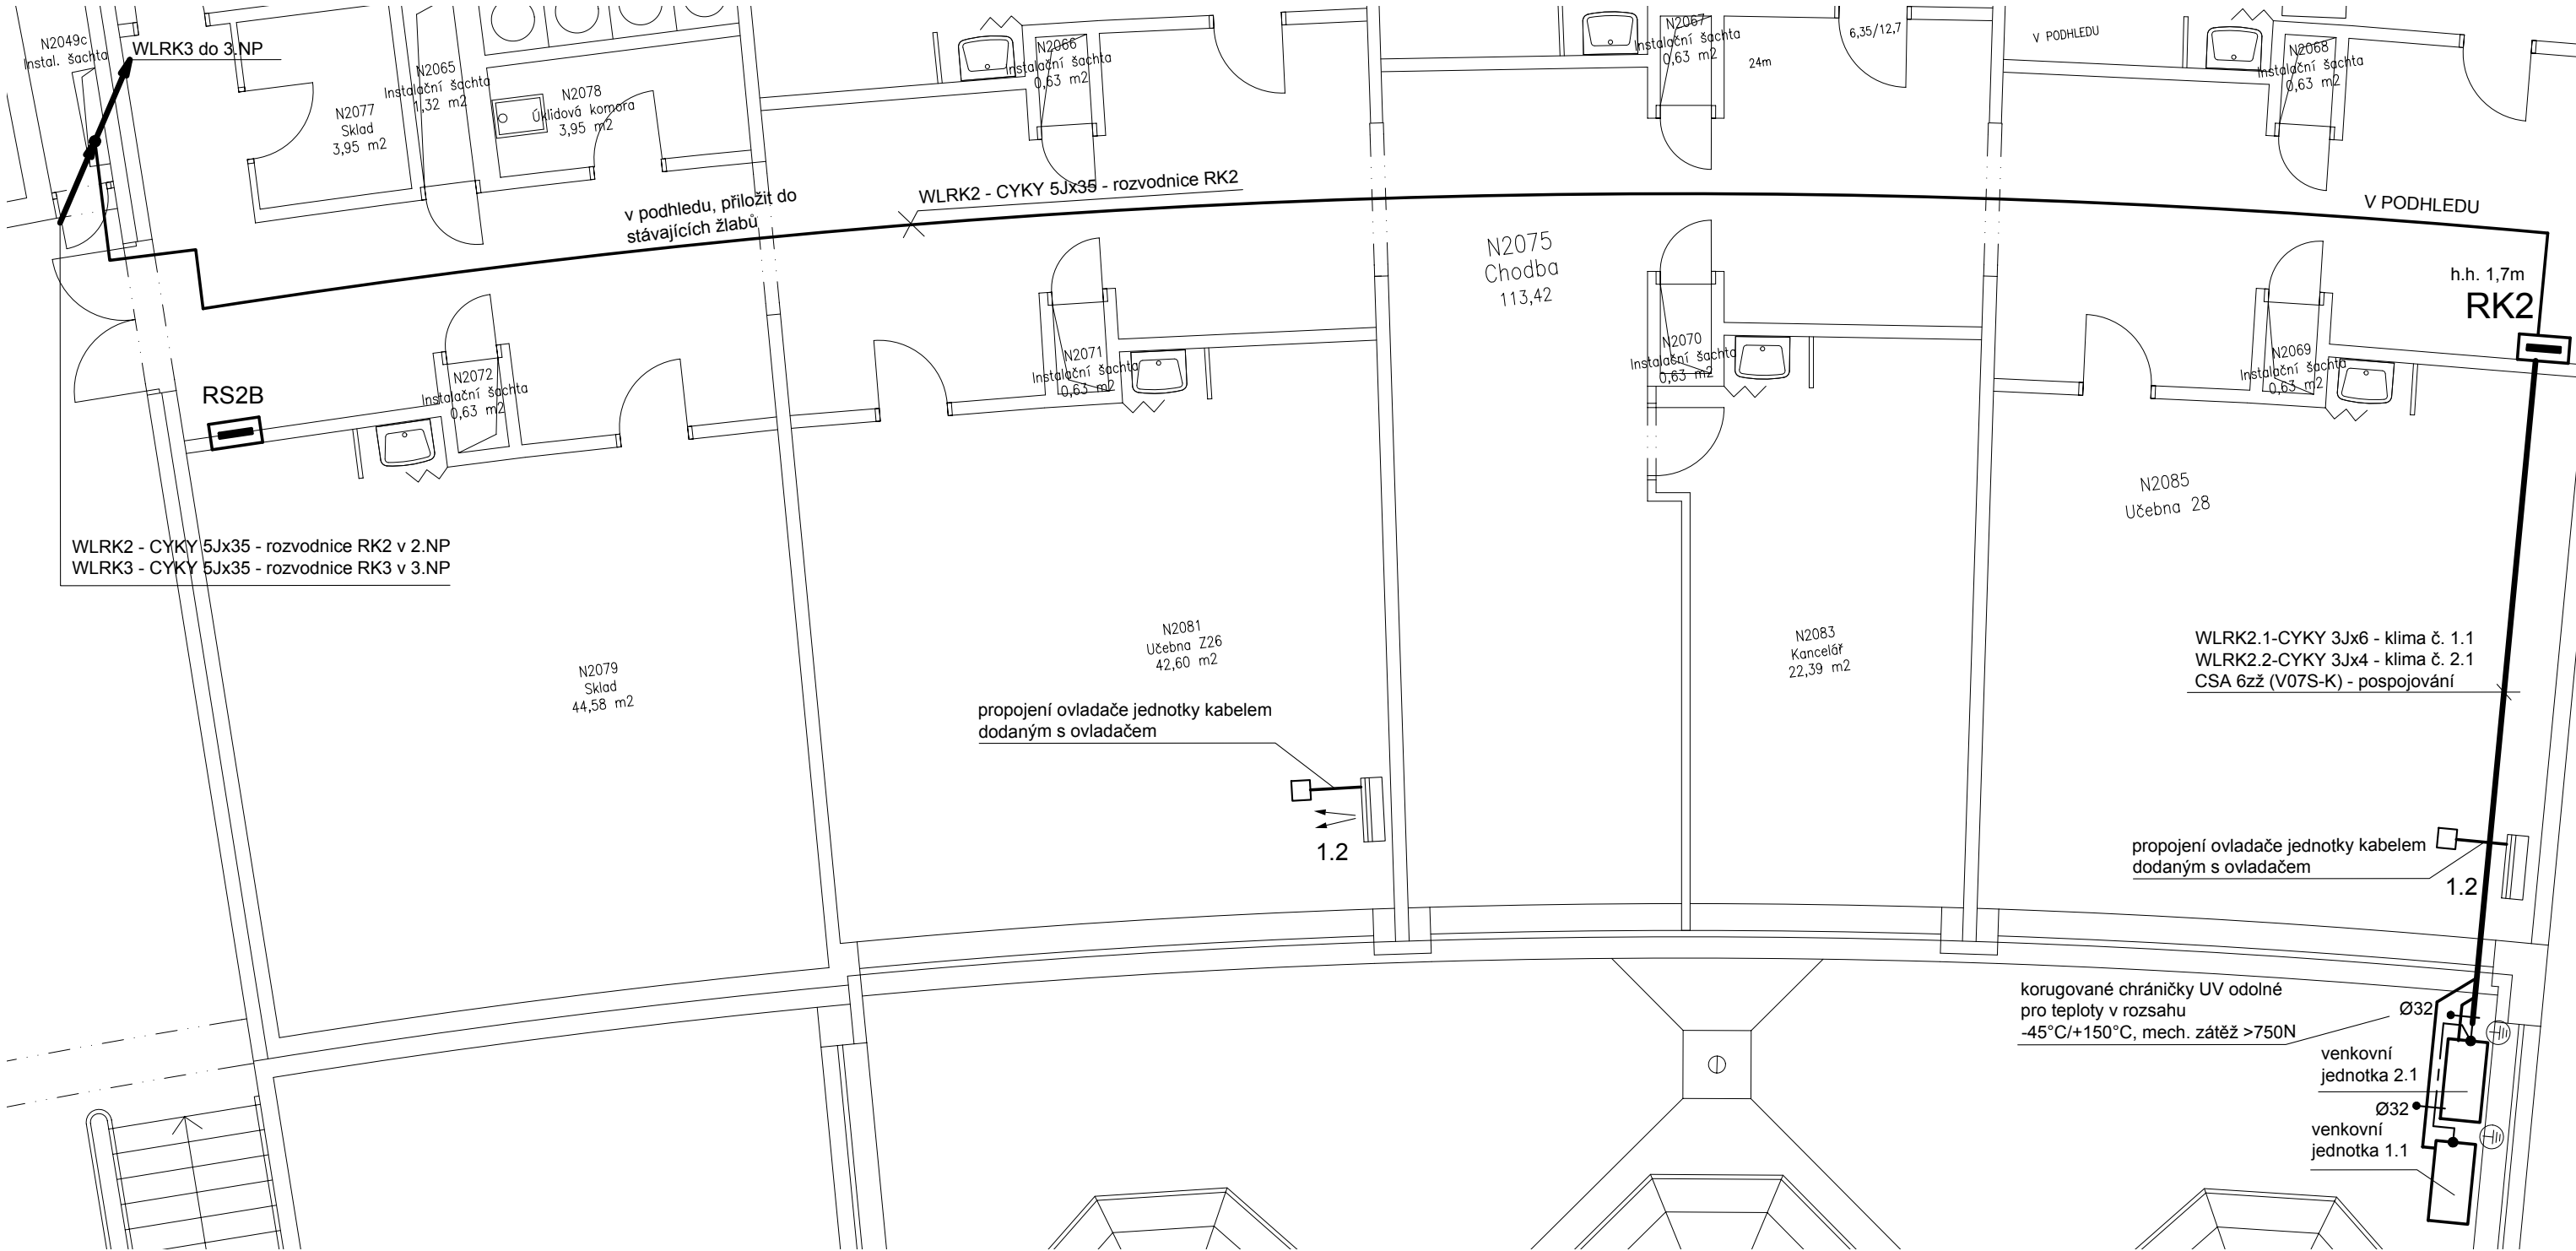 N2049c
Instal. šachta
WLRK3 do 3.NP
N2077
Sklad
3,95 m2
N2065
Instalační šachta
1,32 m2
N2078
Úklidová komora
3,95 m2
N2066
Instalační šachta
0,63 m2
N2067
Instalační šachta
0,63 m2
24m
6,35/12,7
V PODHLEDU
N2068
Instalační šachta
0,63 m2
v podhledu, přiložit do
stávajících žlabů
WLRK2 - CYKY 5Jx35 - rozvodnice RK2
V PODHLEDU
N2075
Chodba
113,42
h.h. 1,7m
RK2
RS2B
N2072
Instalační šachta
0,63 m2
N2071
Instalační šachta
0,63 m2
N2070
Instalační šachta
0,63 m2
N2069
Instalační šachta
0,63 m2
N2085
Učebna 28
WLRK2 - CYKY 5Jx35 - rozvodnice RK2 v 2.NP
WLRK3 - CYKY 5Jx35 - rozvodnice RK3 v 3.NP
N2079
Sklad
44,58 m2
N2081
Učebna Z26
42,60 m2
N2083
Kancelář
22,39 m2
WLRK2.1-CYKY 3Jx6 - klima č. 1.1
WLRK2.2-CYKY 3Jx4 - klima č. 2.1
CSA 6zž (V07S-K) - pospojování
propojení ovladače jednotky kabelem
dodaným s ovladačem
1.2
propojení ovladače jednotky kabelem
dodaným s ovladačem
1.2
korugované chráničky UV odolné
pro teploty v rozsahu
-45°C/+150°C, mech. zátěž >750N
Ø32
venkovní
jednotka 2.1
Ø32
venkovní
jednotka 1.1